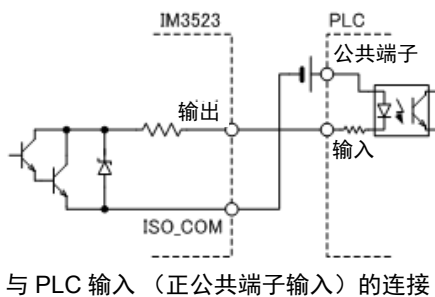 IM3523 PLC
公共端子
输出
输入
ISO_COM
与 PLC 输入 （正公共端子输入）的连接